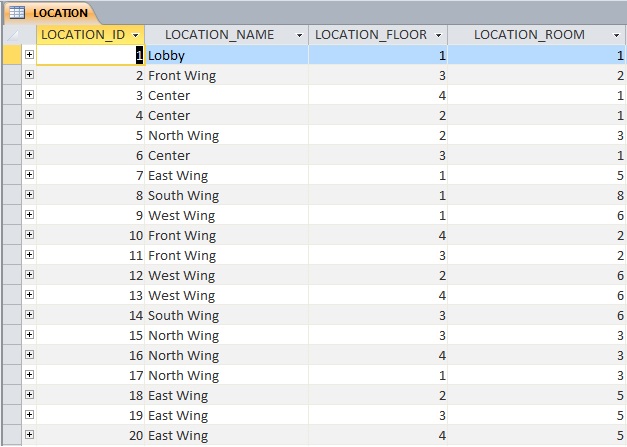 LOCATION
LOCATION_ID LOCATION_NAME LOCATION_FLOOR LOCATION_ROOM
1 Lobby 1 1
2 Front Wing 3 2
3 Center 4 1
4 Center 2 1
5 North Wing 2 3
6 Center 3 1
7 East Wing 1 5
8 South Wing 1 8
9 West Wing 1 6
10 Front Wing 4 2
11 Front Wing 3 2
12 West Wing 2 6
13 West Wing 4 6
14 South Wing 3 6
15 North Wing 3 3
16 North Wing 4 3
17 North Wing 1 3
18 East Wing 2 5
19 East Wing 3 5
20 East Wing 4 5